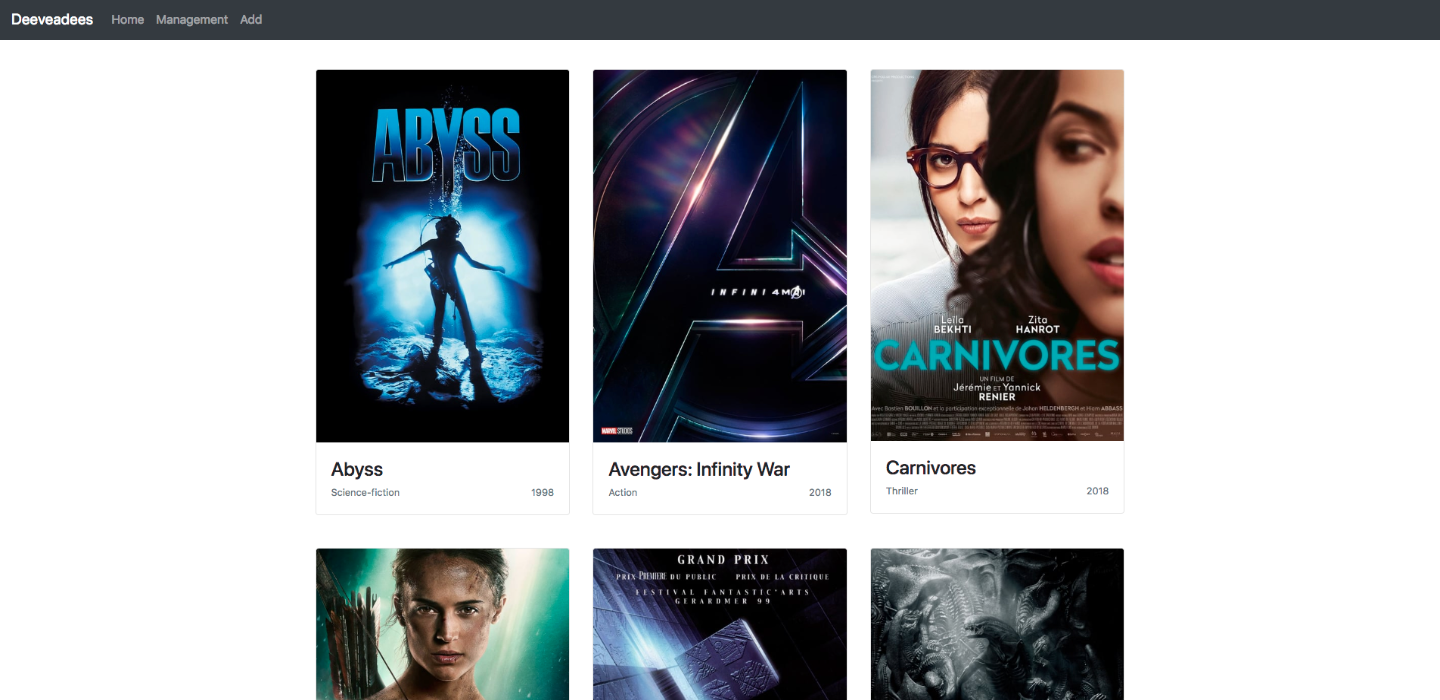 Deeveadees Home Management Add
ABYSS
INFINI4MA
MARVEL STUDIOS
Leïla
BEKHTI
Zita
HANROT
CARNIVORES
UN FILM DE
Jérémie ET Yannick
RENIER
Avec Bastien BOUILLON et la participation exceptionnelle de Johan HELDENBERGH et Hiam ABBASS
Abyss
Science-fiction 1998
Avengers: Infinity War
Action 2018
Carnivores
Thriller 2018
GRAND PRIX
PRIX PREMIERE DU PUBLIC PRIX DE LA CRITIQUE
FESTIVAL FANTASTIC'ARTS
GERARDMER 99